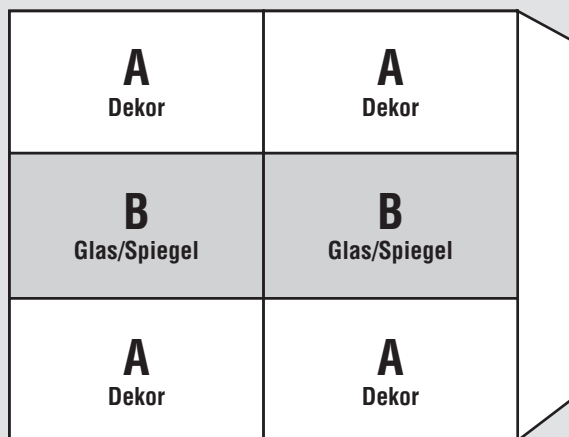 A A
Dekor Dekor
B B
Glas/Spiegel Glas/Spiegel
A A
Dekor Dekor